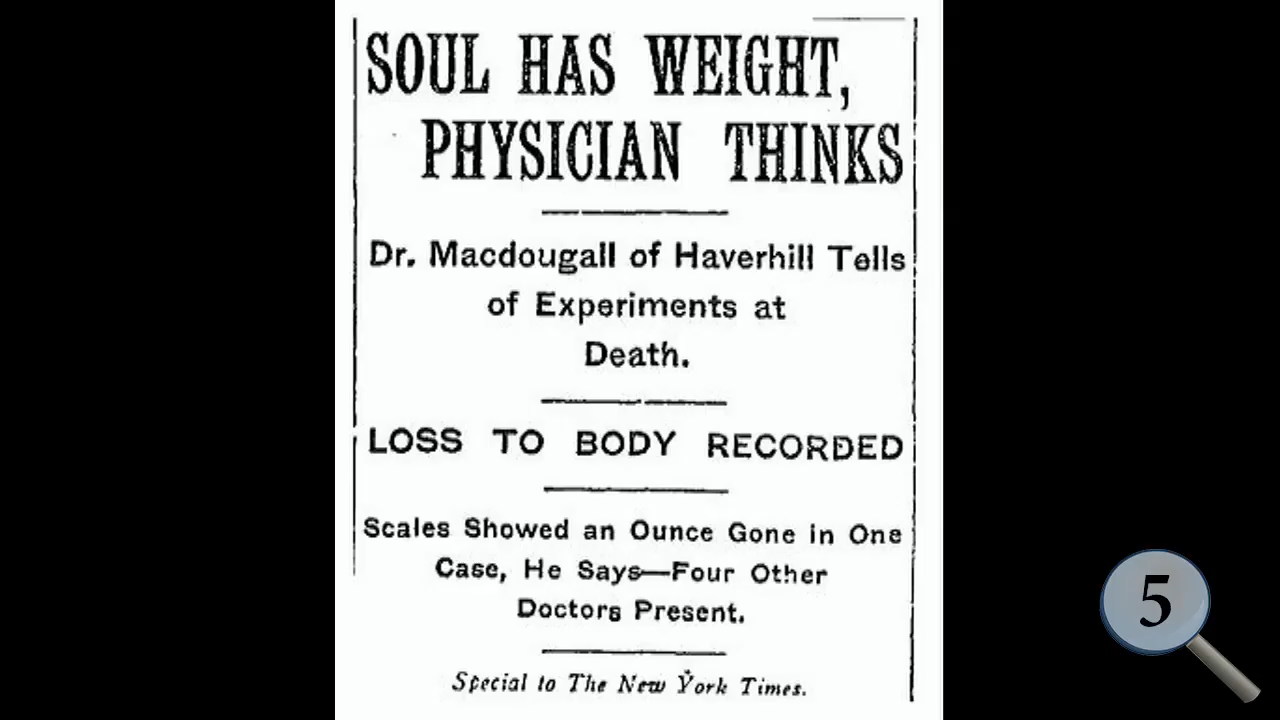 SOUL HAS WEIGHT,
PHYSICIAN THINKS
Dr. Macdougall of Haverhill Tells
of Experiments at
Death.
LOSS TO BODY RECORDED
Scales Showed an Ounce Gone in One
Case, He Says—Four Other
Doctors Present.
Special to The New York Times.
5